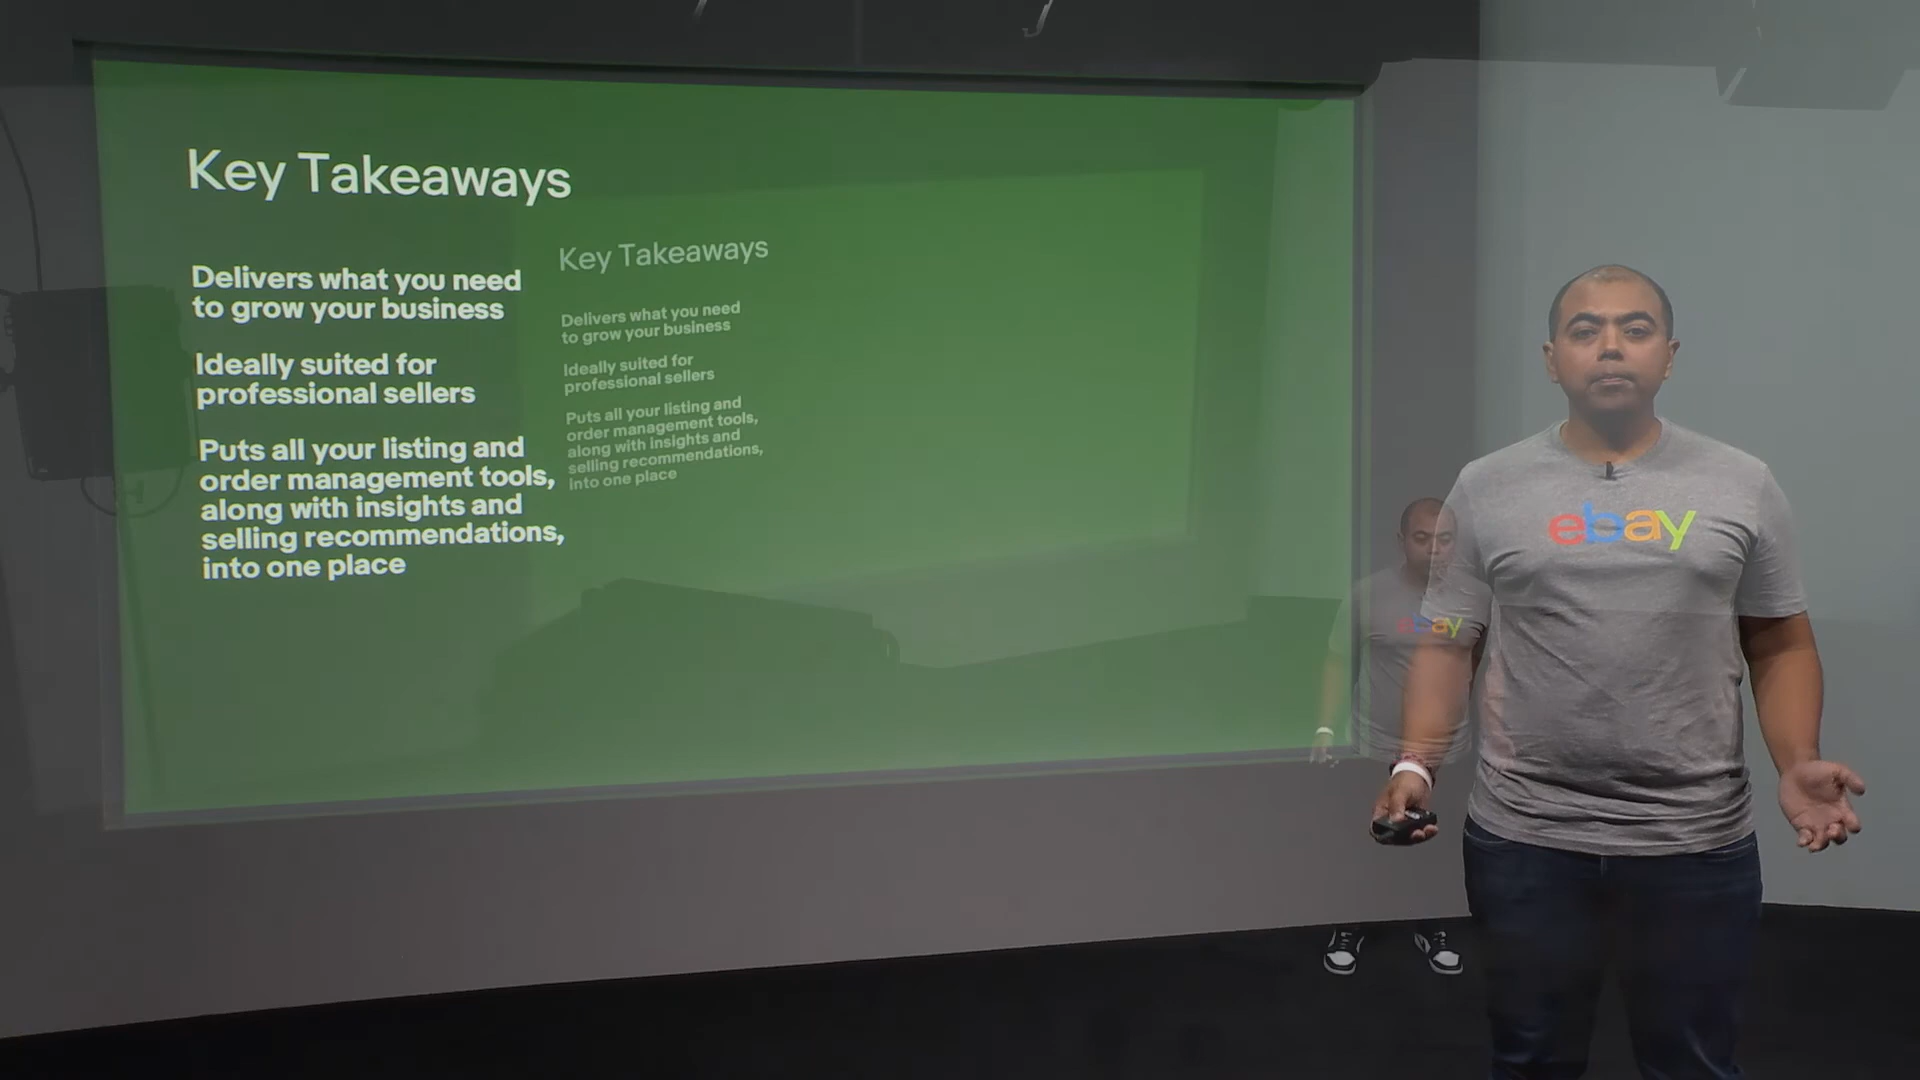 Key Takeaways
Delivers what you need
to grow your business
Ideally suited for
professional sellers
Puts all your listing and
order management tools,
along with insights and
selling recommendations,
into one place
Key Takeaways
Delivers what you need
to grow your business
Ideally suited for
professional sellers
Puts all your listing and
order management tools,
along with insights and
selling recommendations,
into one place
ebay
ebay